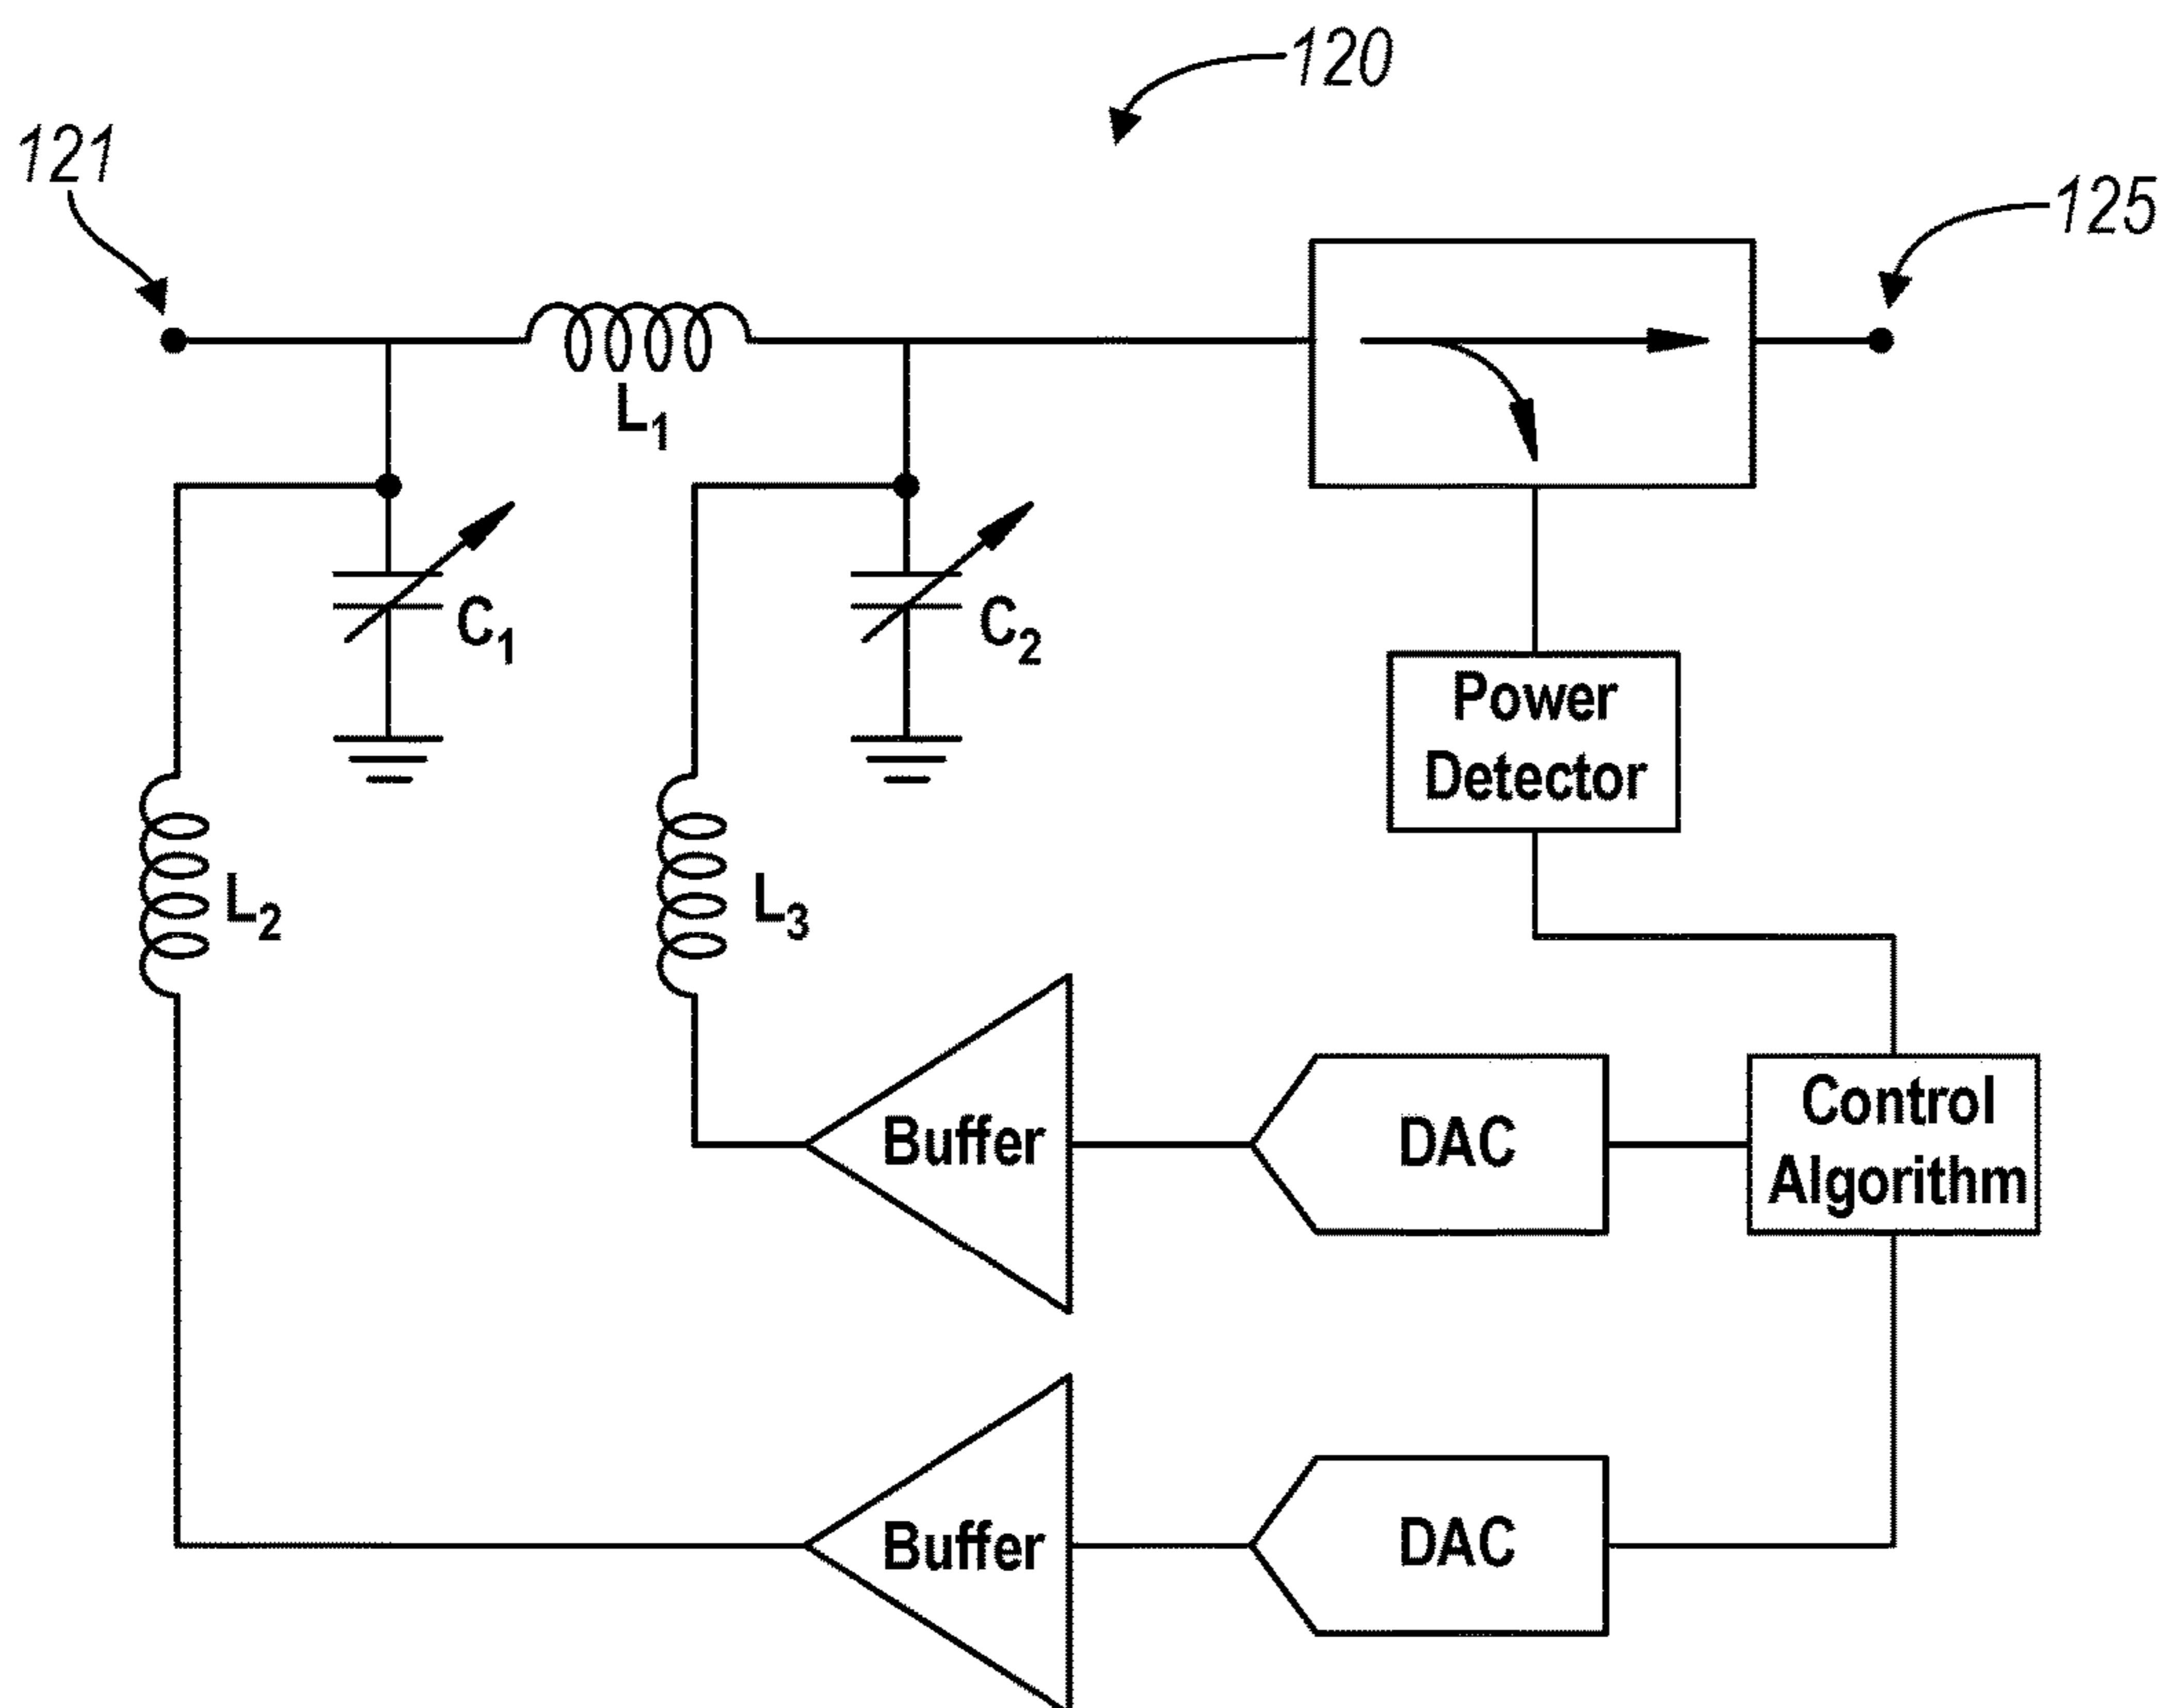 120
121
125
L1
C1
C2
Power
Detector
L2
L3
Buffer
DAC
Control
Algorithm
Buffer
DAC